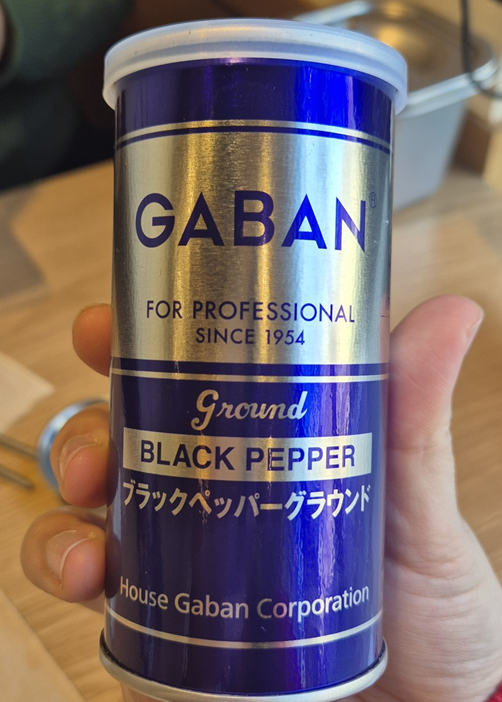 GABAN®
FOR PROFESSIONAL
SINCE 1954
Ground
BLACK PEPPER
ブラックペッパーグラウンド
House Gaban Corporation